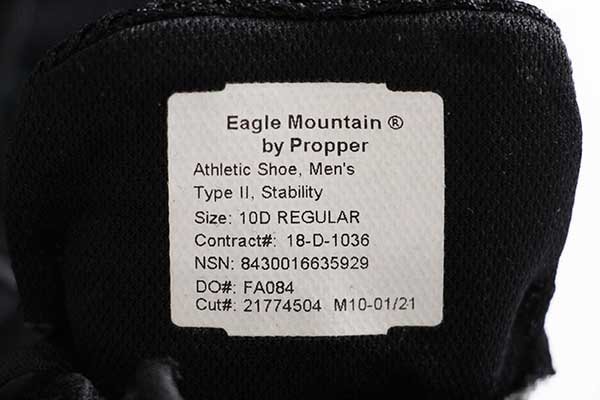 Eagle Mountain ®
by Propper
Athletic Shoe, Men's
Type II, Stability
Size: 10D REGULAR
Contract#: 18-D-1036
NSN: 8430016635929
DO#: FA084
Cut#: 21774504 M10-01/21